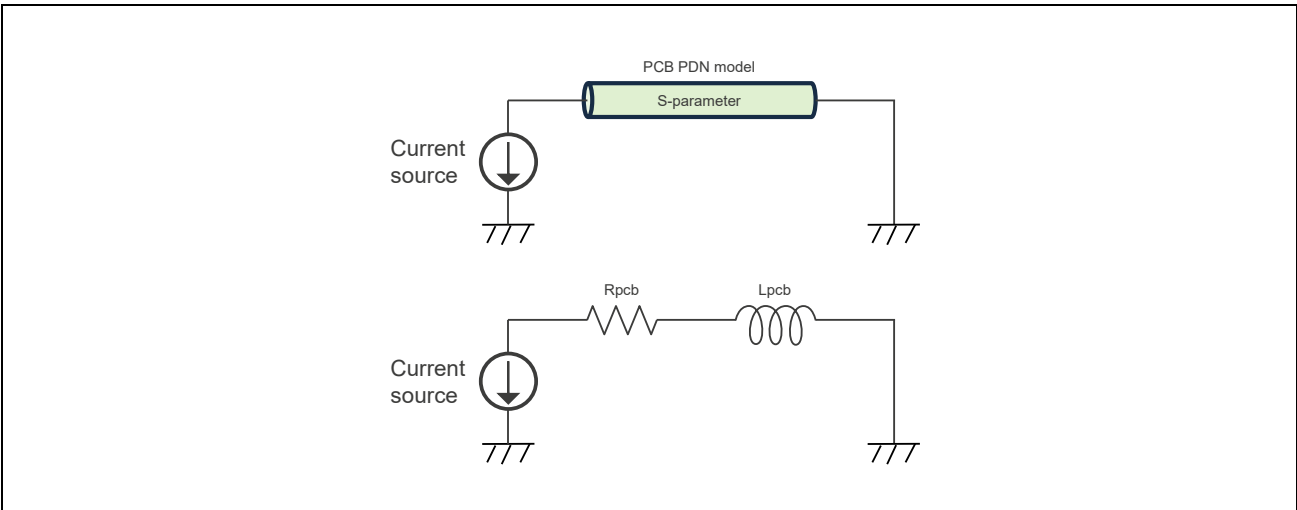 PCB PDN model
S-parameter
Current
source
Rpcb
Lpcb
Current
source